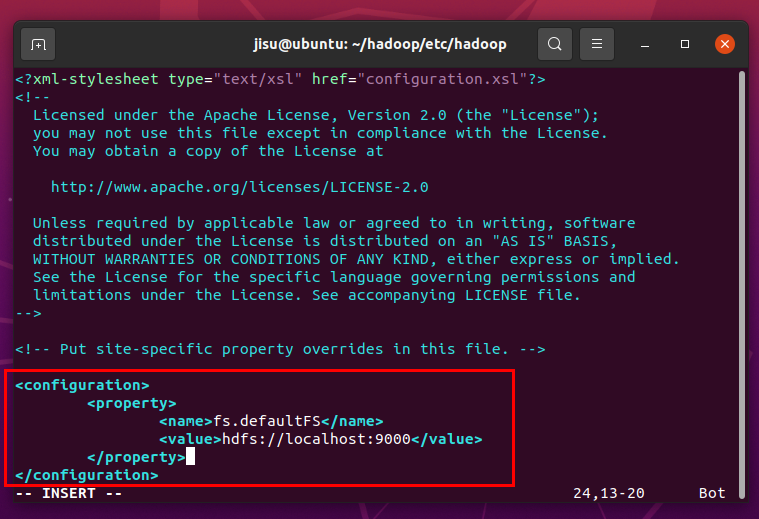 jisu@ubuntu: ~/hadoop/etc/hadoop
<?xml-stylesheet type="text/xsl" href="configuration.xsl"?>
<!--
  Licensed under the Apache License, Version 2.0 (the "License");
  you may not use this file except in compliance with the License.
  You may obtain a copy of the License at

    http://www.apache.org/licenses/LICENSE-2.0

  Unless required by applicable law or agreed to in writing, software
  distributed under the License is distributed on an "AS IS" BASIS,
  WITHOUT WARRANTIES OR CONDITIONS OF ANY KIND, either express or implied.
  See the License for the specific language governing permissions and
  limitations under the License. See accompanying LICENSE file.
-->

<!-- Put site-specific property overrides in this file. -->

<configuration>
        <property>
                <name>fs.defaultFS</name>
                <value>hdfs://localhost:9000</value>
        </property>
</configuration>
-- INSERT -- 24,13-20 Bot